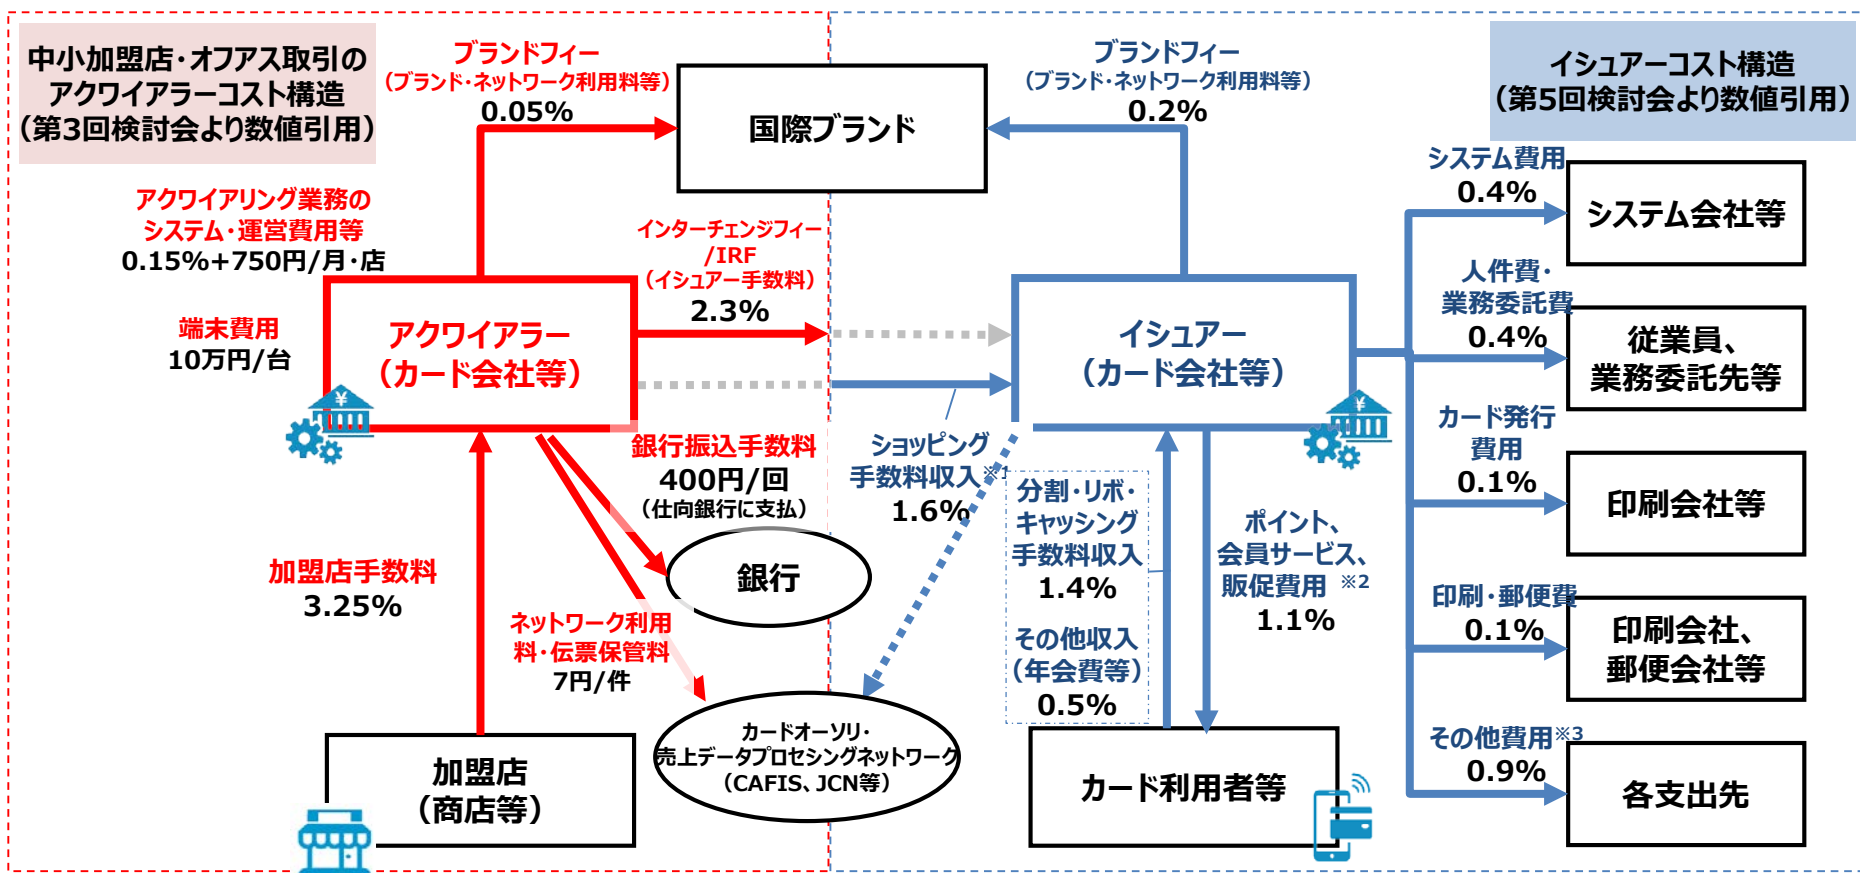 中小加盟店・オフアス取引の
アクワイアラーコスト構造
（第3回検討会より数値引用）
ブランドフィー
（ブランド・ネットワーク利用料等）
0.05%
国際ブランド
ブランドフィー
（ブランド・ネットワーク利用料等）
0.2%
イシュアーコスト構造
（第5回検討会より数値引用）
アクワイアリング業務の
システム・運営費用等
0.15%+750円/月・店
端末費用
10万円/台
アクワイアラー
（カード会社等）
インターチェンジフィー
/IRF
（イシュアー手数料）
2.3%
イシュアー
（カード会社等）
システム費用
0.4%
システム会社等
人件費・
業務委託費
0.4%
従業員、
業務委託先等
カード発行
費用
0.1%
印刷会社等
印刷・郵便費
0.1%
印刷会社、
郵便会社等
その他費用※3
0.9%
各支出先
銀行振込手数料
400円/回
（仕向銀行に支払）
銀行
ショッピング
手数料収入※1
1.6%
分割・リボ・
キャッシング
手数料収入
1.4%
その他収入
（年会費等）
0.5%
ポイント、
会員サービス、
販促費用 ※2
1.1%
加盟店手数料
3.25%
ネットワーク利用
料・伝票保管料
7円/件
カードオーソリ・
売上データプロセシングネットワーク
（CAFIS、JCN等）
加盟店
（商店等）
カード利用者等